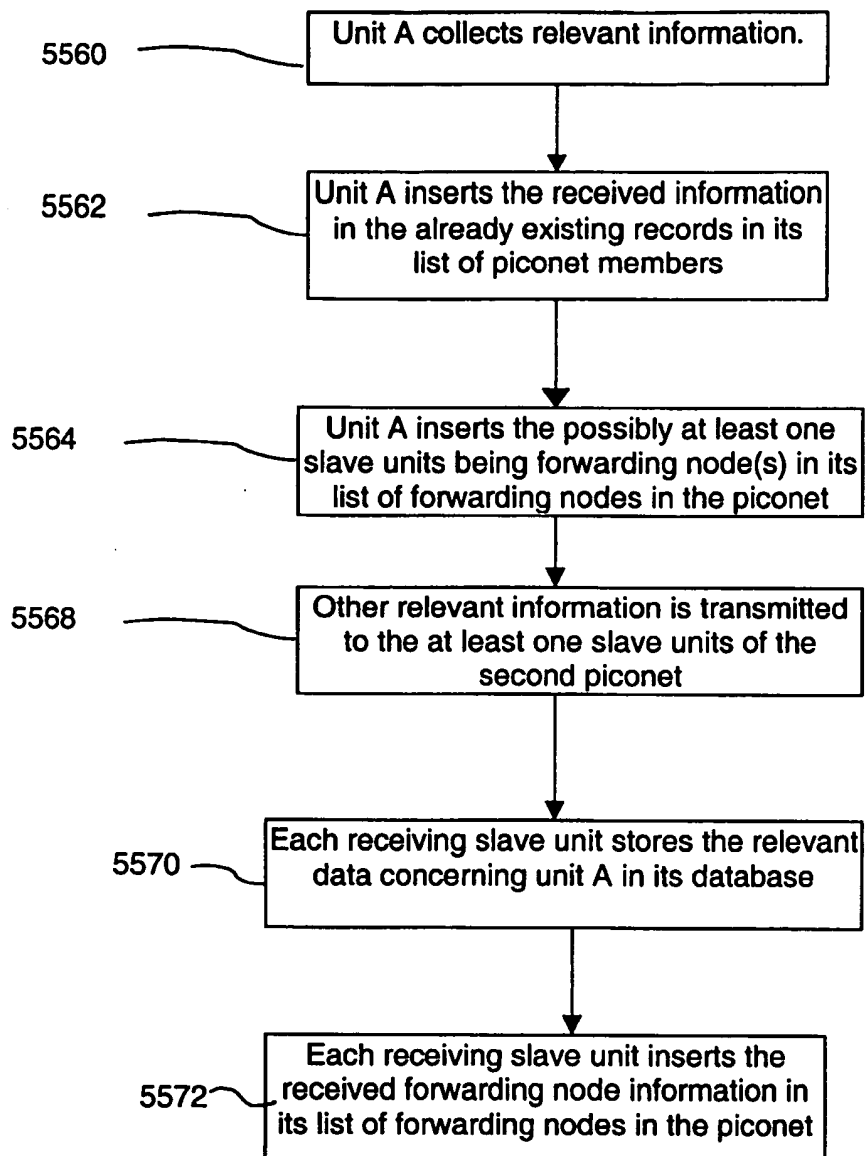 5560
Unit A collects relevant information.
5562
Unit A inserts the received information
in the already existing records in its
list of piconet members
5564
Unit A inserts the possibly at least one
slave units being forwarding node(s) in its
list of forwarding nodes in the piconet
5568
Other relevant information is transmitted
to the at least one slave units of the
second piconet
5570
Each receiving slave unit stores the relevant
data concerning unit A in its database
5572
Each receiving slave unit inserts the
received forwarding node information in
its list of forwarding nodes in the piconet